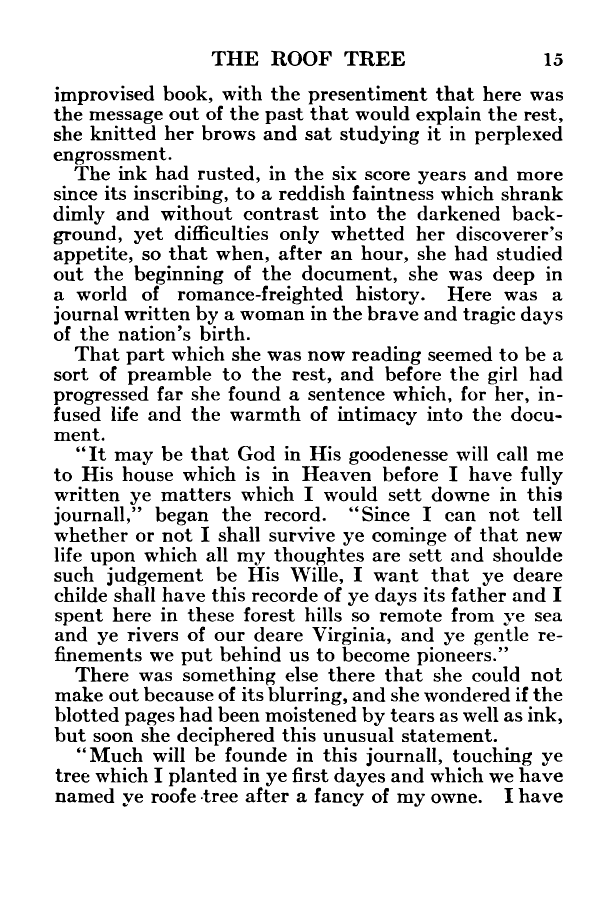 THE ROOF TREE 15
improvised book, with the presentiment that here was
the message out of the past that would explain the rest,
she knitted her brows and sat studying it in perplexed
engrossment.
The ink had rusted, in the six score years and more
since its inscribing, to a reddish faintness which shrank
dimly and without contrast into the darkened back-
ground, yet difficulties only whetted her discoverer's
appetite, so that when, after an hour, she had studied
out the beginning of the document, she was deep in
a world of romance-freighted history. Here was a
journal written by a woman in the brave and tragic days
of the nation's birth.
That part which she was now reading seemed to be a
sort of preamble to the rest, and before the girl had
progressed far she found a sentence which, for her, in-
fused life and the warmth of intimacy into the docu-
ment.
"It may be that God in His goodenesse will call me
to His house which is in Heaven before I have fully
written ye matters which I would sett downe in this
journall," began the record. "Since I can not tell
whether or not I shall survive ye cominge of that new
life upon which all my thoughtes are sett and shoulde
such judgement be His Wille, I want that ye deare
childe shall have this recorde of ye days its father and I
spent here in these forest hills so remote from ye sea
and ye rivers of our deare Virginia, and ye gentle re-
finements we put behind us to become pioneers."
There was something else there that she could not
make out because of its blurring, and she wondered if the
blotted pages had been moistened by tears as well as ink,
but soon she deciphered this unusual statement.
"Much will be founde in this journall, touching ye
tree which I planted in ye first dayes and which we have
named ye roofe tree after a fancy of my owne. I have